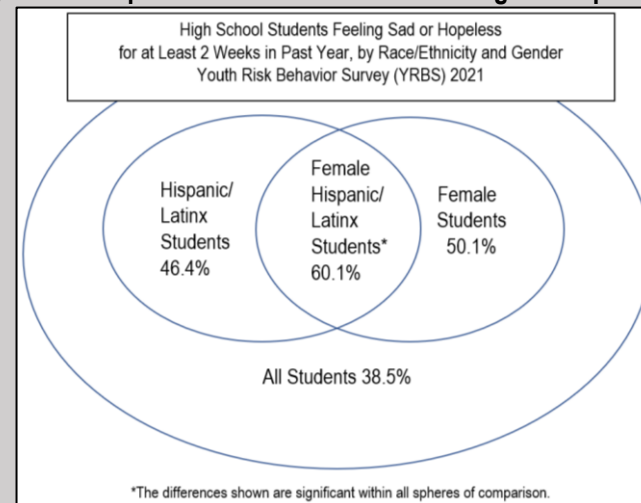 High School Students Feeling Sad or Hopeless
for at Least 2 Weeks in Past Year, by Race/Ethnicity and Gender
Youth Risk Behavior Survey (YRBS) 2021
Hispanic/
Latinx
Students
46.4%
Female
Hispanic/
Latinx
Students*
60.1%
Female
Students
50.1%
All Students 38.5%
*The differences shown are significant within all spheres of comparison.